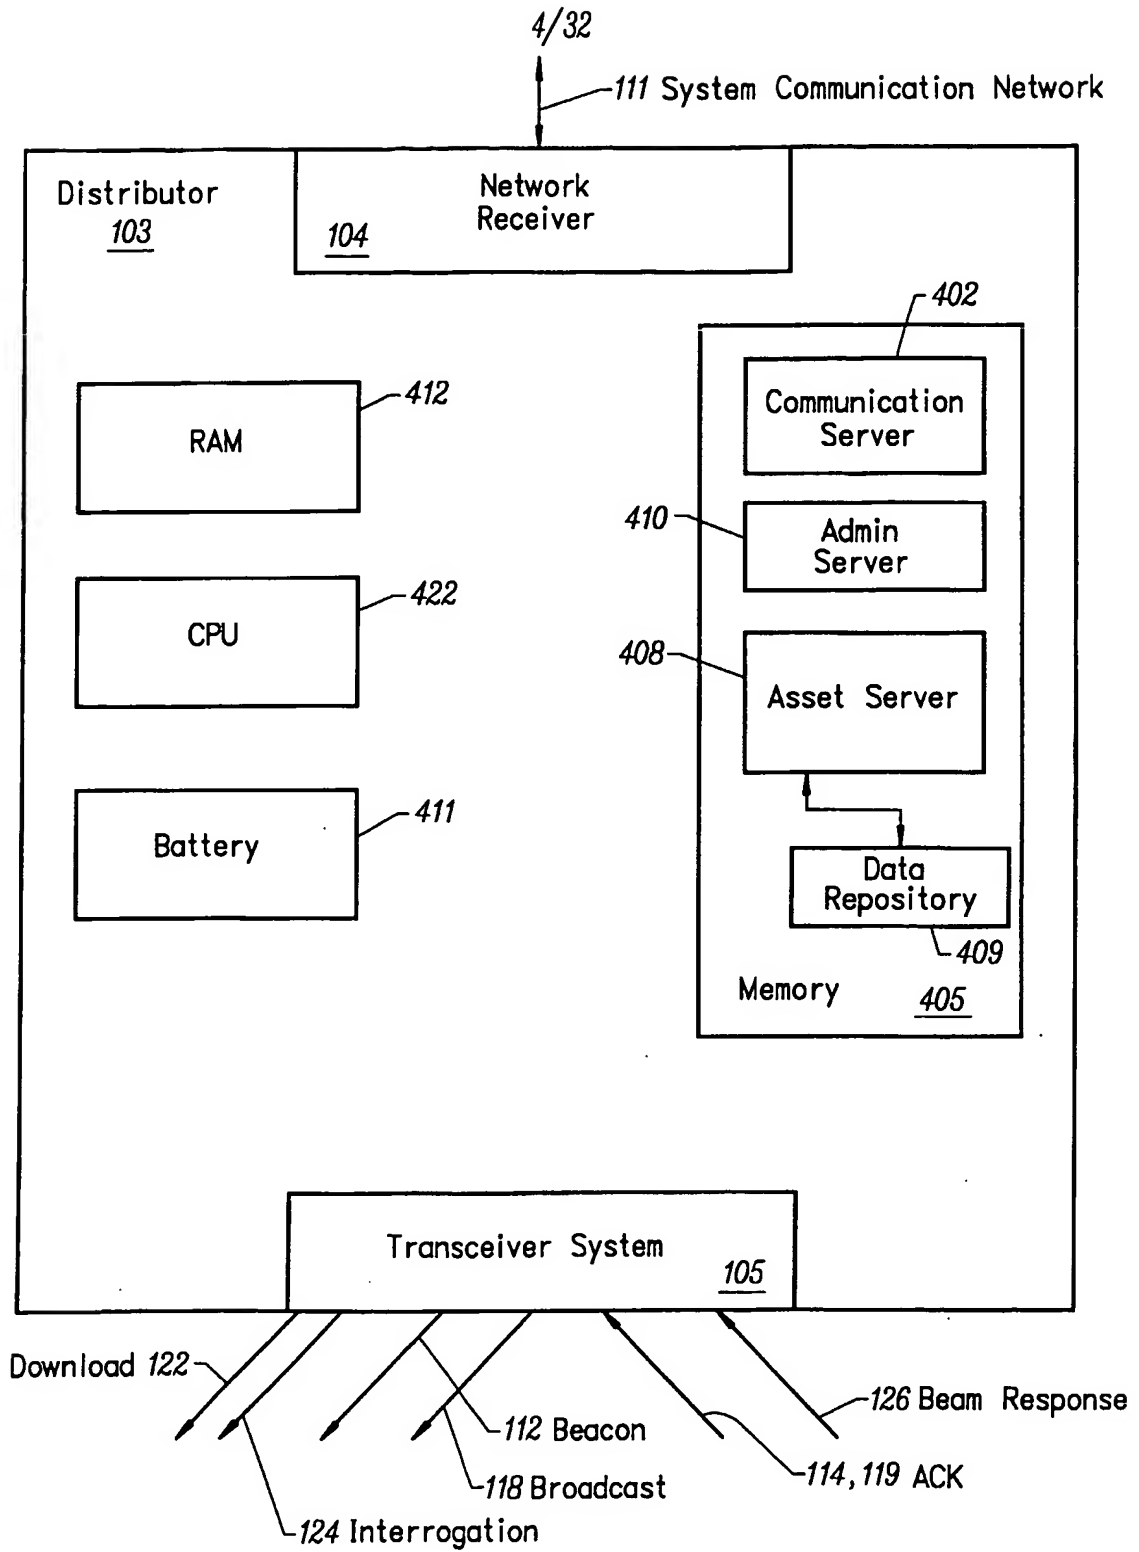 4/32
111 System Communication Network
Distributor
103
Network
Receiver
104
402
Communication
Server
412
RAM
410
Admin
Server
422
CPU
408
Asset Server
411
Battery
Data
Repository
409
Memory
405
Transceiver System
105
Download 122
126 Beam Response
112 Beacon
114, 119 ACK
118 Broadcast
124 Interrogation